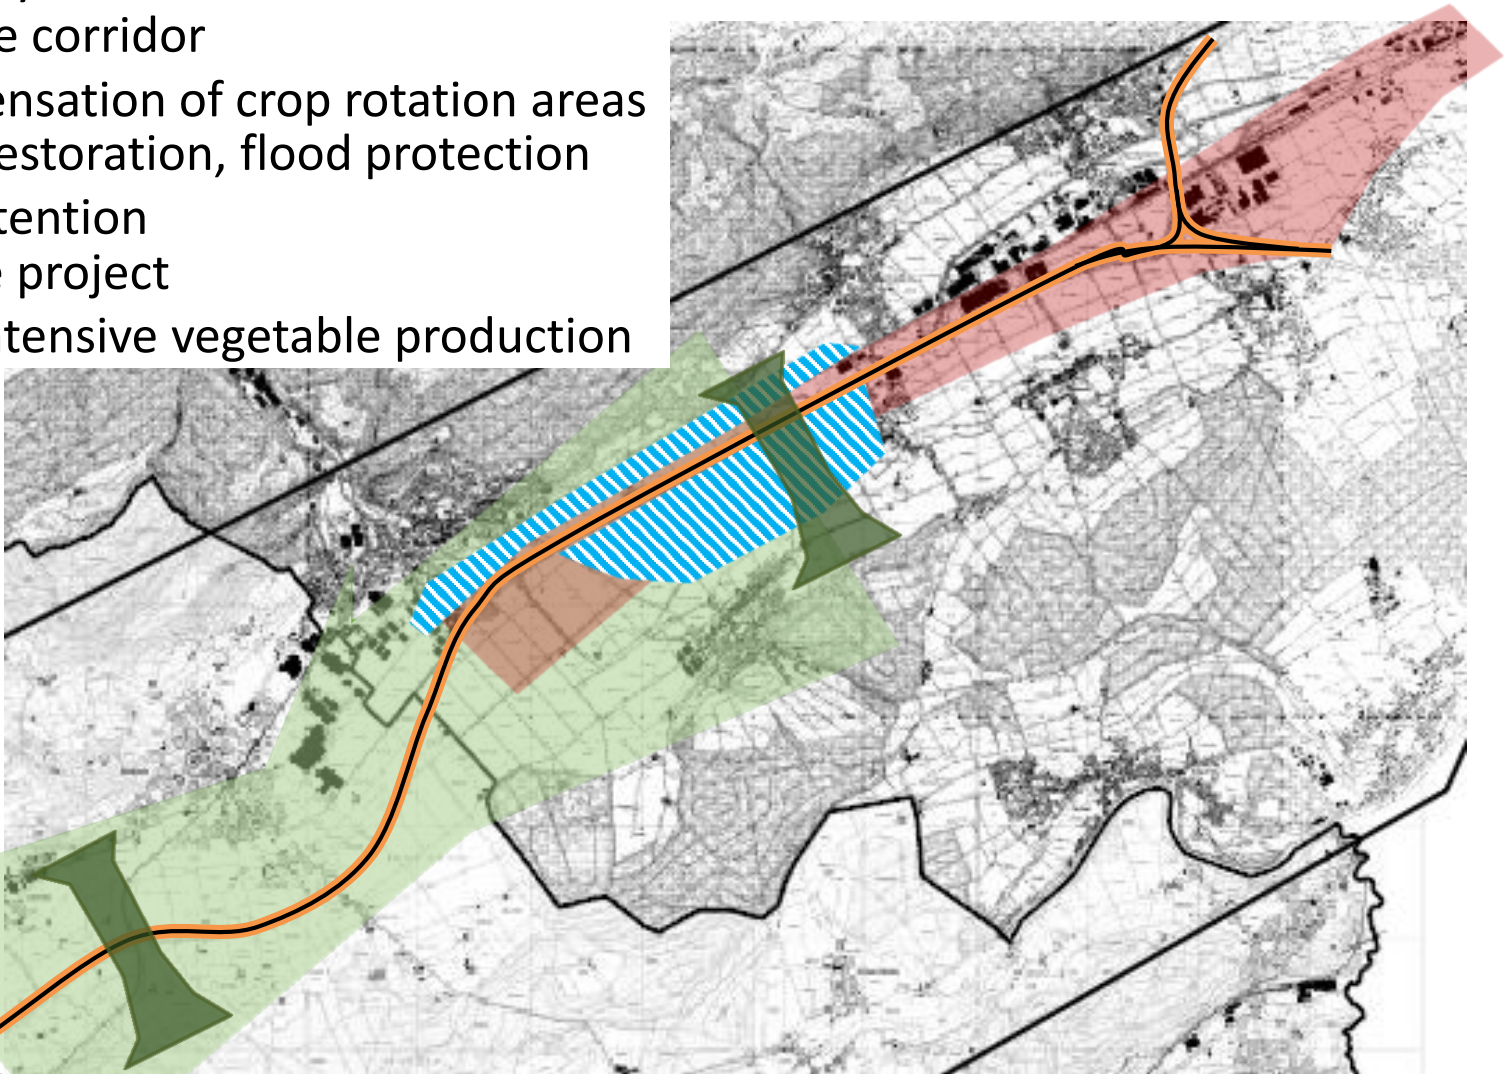 e corridor
ensation of crop rotation areas
estoration, flood protection
tention
e project
tensive vegetable production